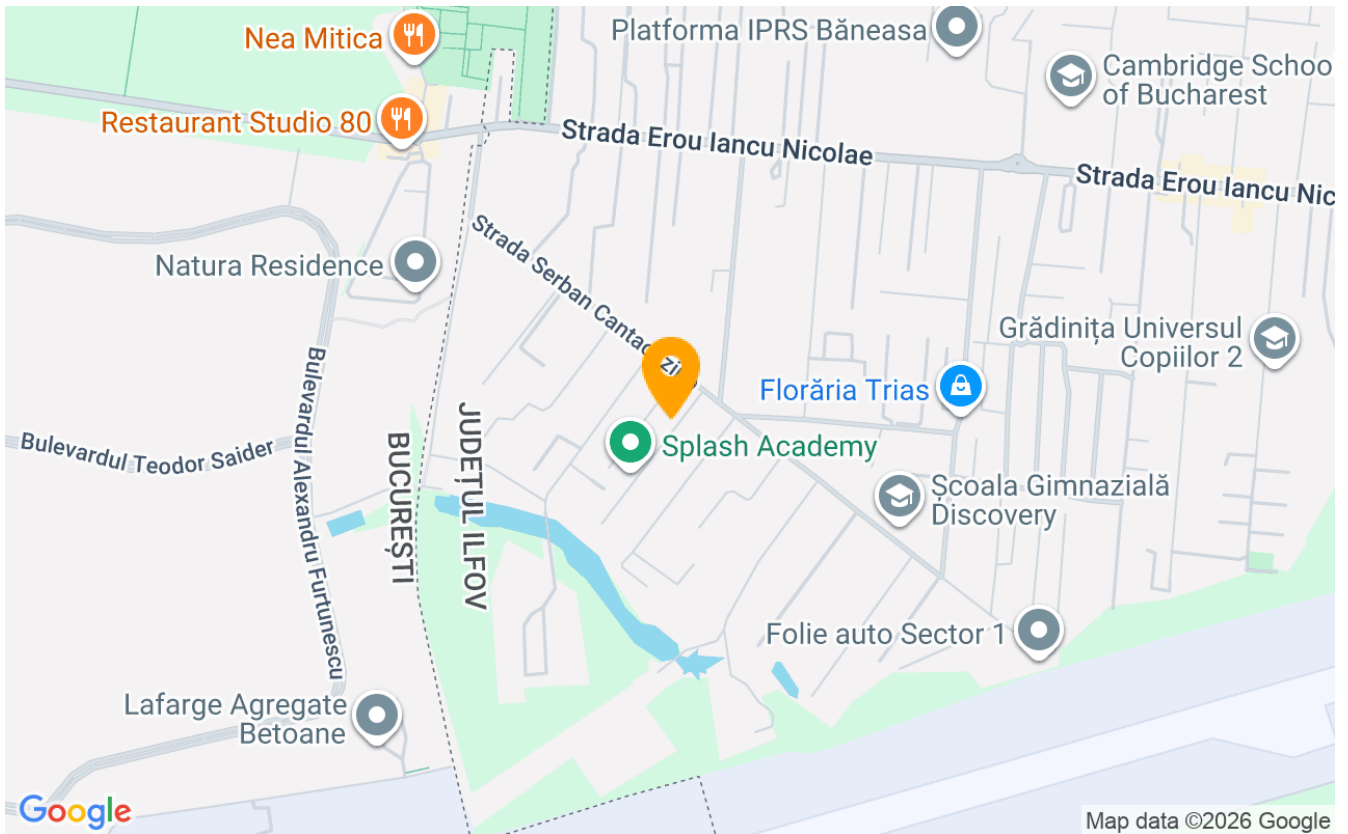 Nea Mitica
Platforma IPRS Băneasa
Cambridge Schoo
of Bucharest
Restaurant Studio 80
Strada Erou Iancu Nicolae
Strada Erou Iancu Nic
Strada Serban Cantac
zi
Natura Residence
Grădinița Universul
Copiilor 2
Florăria Trias
Bulevardul Alexandru Furtunescu
JUDEȚUL ILFOV
BUCUREȘTI
Bulevardul Teodor Saider
Splash Academy
Școala Gimnazială
Discovery
Folie auto Sector 1
Lafarge Agregate
Betoane
Google
Map data ©2026 Google